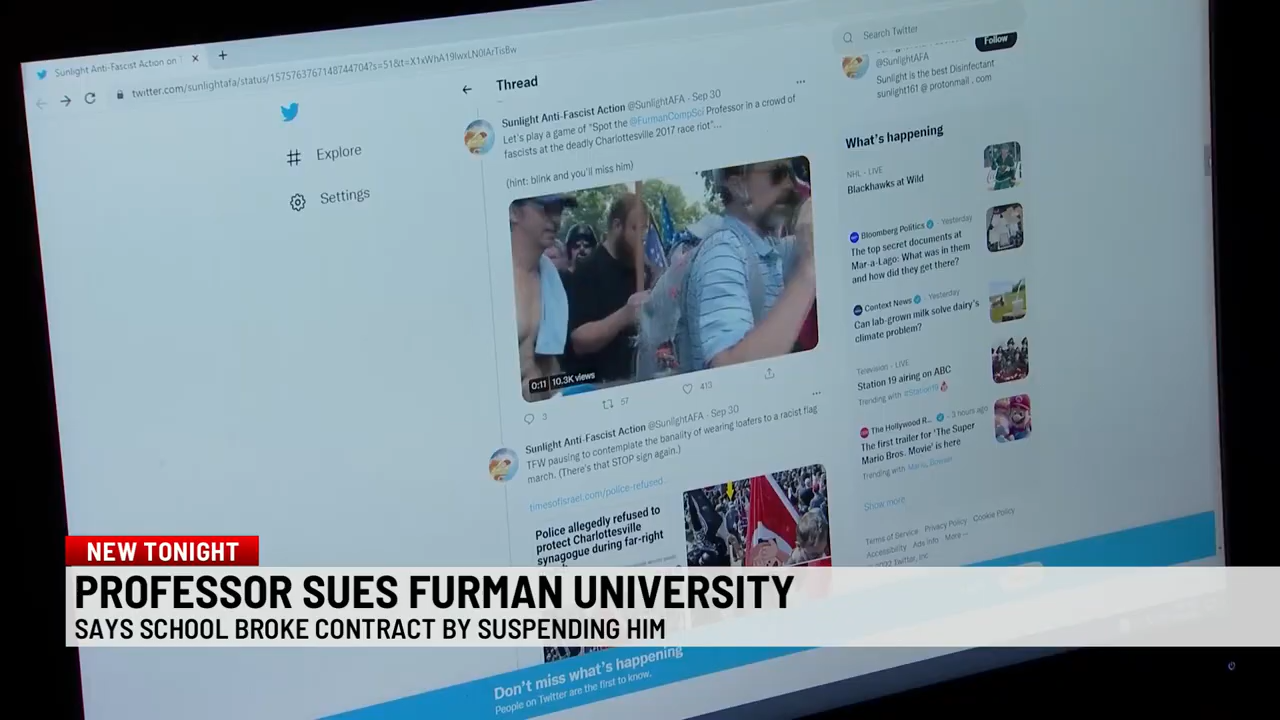 Sunlight Anti-Fascist Action on
twitter.com/sunlightafa/status/1575763767148744704?s=51&t=X1xWhA19IwxLN0lArTisBw
Search Twitter
Explore
Settings
Thread
Sunlight Anti-Fascist Action @SunlightAFA · Sep 30
Let's play a game of "Spot the @FurmanCompSci Professor in a crowd of
fascists at the deadly Charlottesville 2017 race riot"...
(hint: blink and you'll miss him)
0:11 10.3K views
3 57 413
Sunlight Anti-Fascist Action @SunlightAFA · Sep 30
TFW pausing to contemplate the banality of wearing loafers to a racist flag
march. (There's that STOP sign again.)
timesofisrael.com/police-refused
Police allegedly refused to
protect Charlottesville
synagogue during far-right
Follow
@SunlightAFA
Sunlight is the best Disinfectant
sunlight161 @ protonmail . com
What's happening
NHL · LIVE
Blackhawks at Wild
Bloomberg Politics · Yesterday
The top secret documents at
Mar-a-Lago: What was in them
and how did they get there?
Context News · Yesterday
Can lab-grown milk solve dairy's
climate problem?
Television · LIVE
Station 19 airing on ABC
Trending with #Station19
The Hollywood R... · 3 hours ago
The first trailer for 'The Super
Mario Bros. Movie' is here
Trending with Mario, Bowser
Show more
Terms of Service Privacy Policy Cookie Policy
Accessibility Ads info More ...
Twitter, Inc.
NEW TONIGHT
PROFESSOR SUES FURMAN UNIVERSITY
SAYS SCHOOL BROKE CONTRACT BY SUSPENDING HIM
Don't miss what's happening
People on Twitter are the first to know.